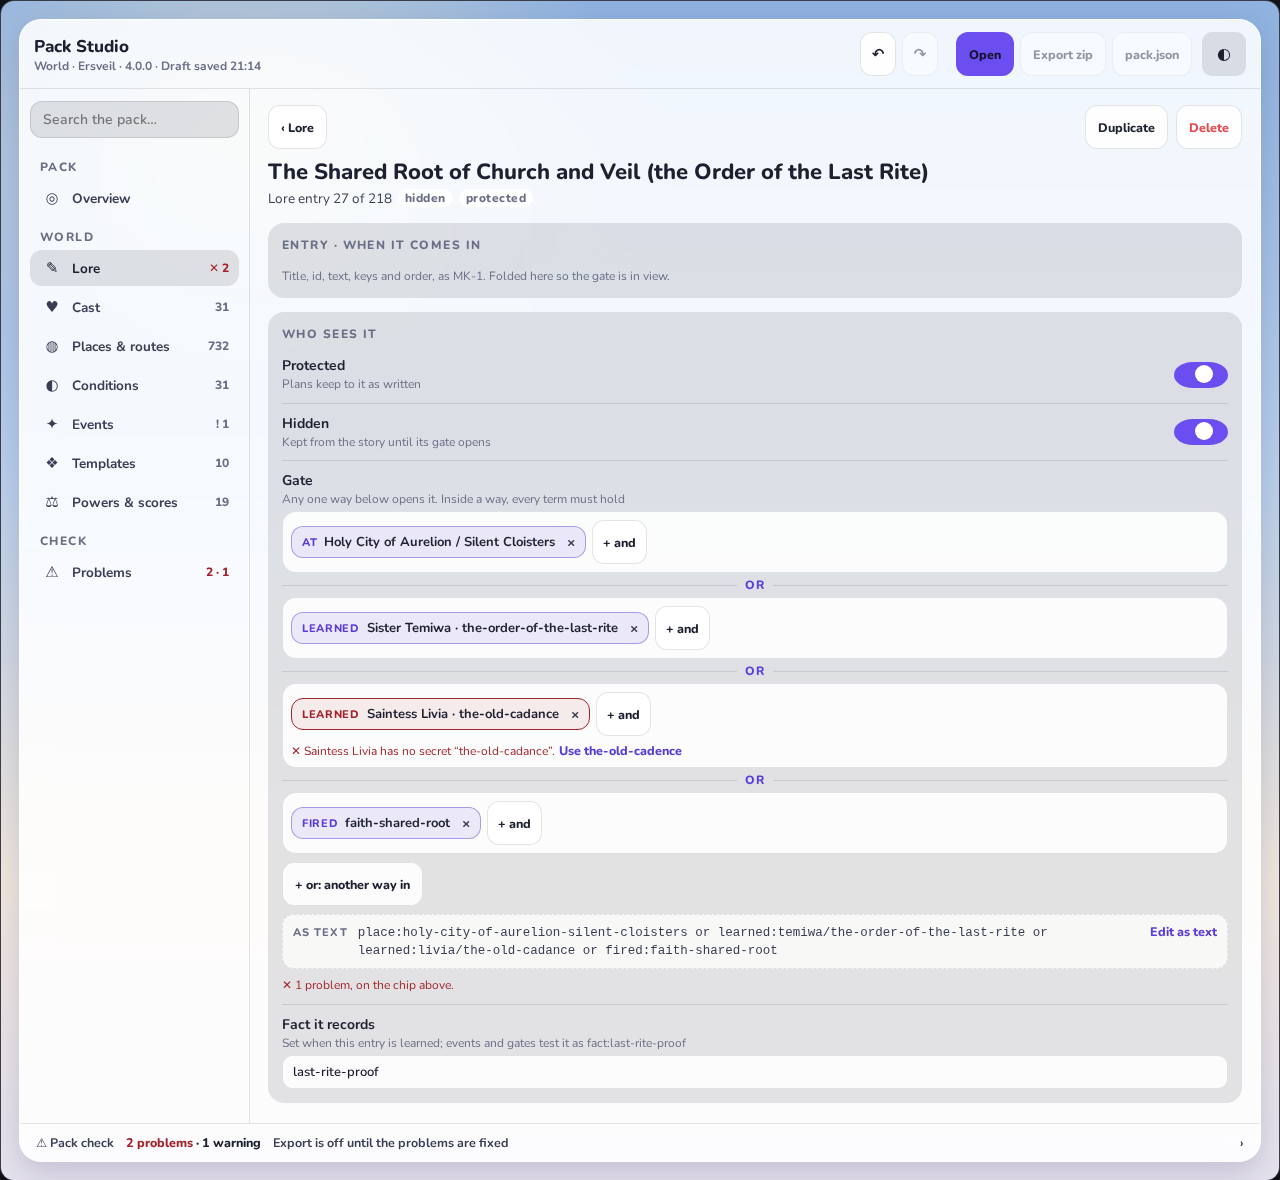 Pack Studio
World · Ersveil · 4.0.0 · Draft saved 21:14
↶ ↷ Open Export zip pack.json ◐
Search the pack...
PACK
◎ Overview
WORLD
✎ Lore ✕ 2
♥ Cast 31
◍ Places & routes 732
◐ Conditions 31
✦ Events ! 1
❖ Templates 10
⚖ Powers & scores 19
CHECK
⚠ Problems 2 · 1
‹ Lore Duplicate Delete
The Shared Root of Church and Veil (the Order of the Last Rite)
Lore entry 27 of 218 hidden protected
ENTRY · WHEN IT COMES IN
Title, id, text, keys and order, as MK-1. Folded here so the gate is in view.
WHO SEES IT
Protected
Plans keep to it as written
Hidden
Kept from the story until its gate opens
Gate
Any one way below opens it. Inside a way, every term must hold
AT Holy City of Aurelion / Silent Cloisters × + and
OR
LEARNED Sister Temiwa · the-order-of-the-last-rite × + and
OR
LEARNED Saintess Livia · the-old-cadance × + and
✕ Saintess Livia has no secret “the-old-cadance”. Use the-old-cadence
OR
FIRED faith-shared-root × + and
+ or: another way in
AS TEXT place:holy-city-of-aurelion-silent-cloisters or learned:temiwa/the-order-of-the-last-rite or Edit as text
learned:livia/the-old-cadance or fired:faith-shared-root
✕ 1 problem, on the chip above.
Fact it records
Set when this entry is learned; events and gates test it as fact:last-rite-proof
last-rite-proof
⚠ Pack check 2 problems · 1 warning Export is off until the problems are fixed ›